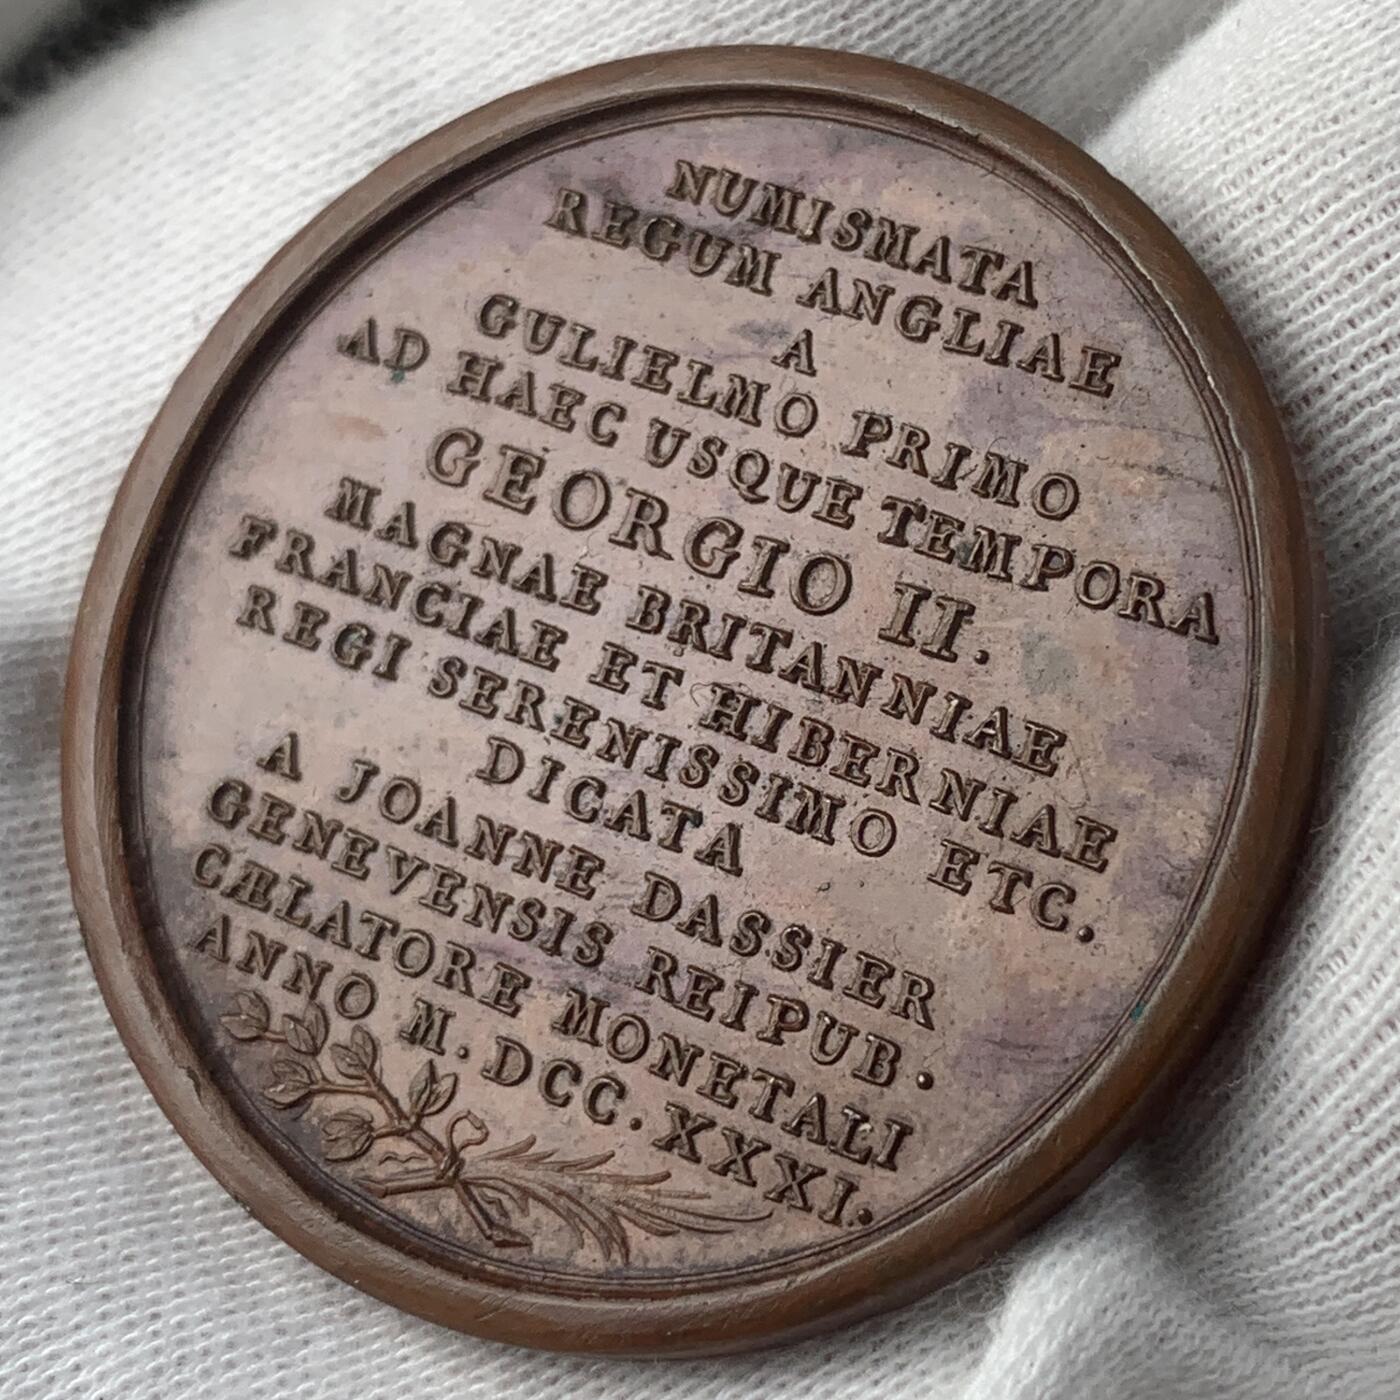 NUMISMATA
REGUM ANGLIAE
A
GULIELMO PRIMO
AD HAEC USQUE TEMPORA
GEORGIO II.
MAGNAE BRITANNIAE
FRANCIAE ET HIBERNIAE
REGI SERENISSIMO ETC.
DICATA
A JOANNE DASSIER
GENEVENSIS REIPUB.
CÆLATORE MONETALI
ANNO M. DCC. XXXI.